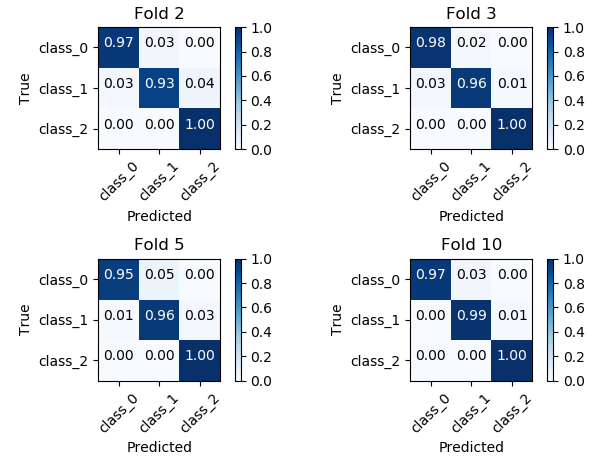 Fold 2
True
class_0 0.97 0.03 0.00
class_1 0.03 0.93 0.04
class_2 0.00 0.00 1.00
class_0 class_1 class_2
Predicted
1.0
0.8
0.6
0.4
0.2
0.0
Fold 3
True
class_0 0.98 0.02 0.00
class_1 0.03 0.96 0.01
class_2 0.00 0.00 1.00
class_0 class_1 class_2
Predicted
1.0
0.8
0.6
0.4
0.2
0.0
Fold 5
True
class_0 0.95 0.05 0.00
class_1 0.01 0.96 0.03
class_2 0.00 0.00 1.00
class_0 class_1 class_2
Predicted
1.0
0.8
0.6
0.4
0.2
0.0
Fold 10
True
class_0 0.97 0.03 0.00
class_1 0.00 0.99 0.01
class_2 0.00 0.00 1.00
class_0 class_1 class_2
Predicted
1.0
0.8
0.6
0.4
0.2
0.0